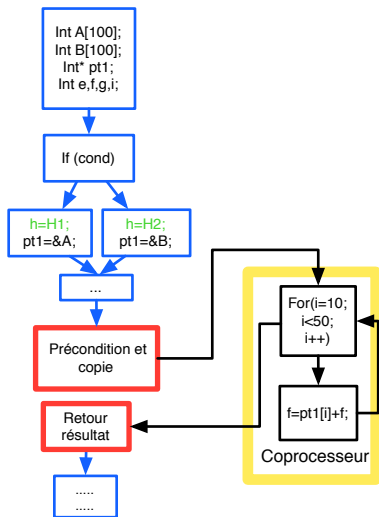 Int A[100];
Int B[100];
Int* pt1;
Int e,f,g,i;
If (cond)
h=H1;
pt1=&A;
h=H2;
pt1=&B;
...
Précondition et
copie
For(i=10;
i<50;
i++)
f=pt1[i]+f;
Coprocesseur
Retour
résultat
.....
.....